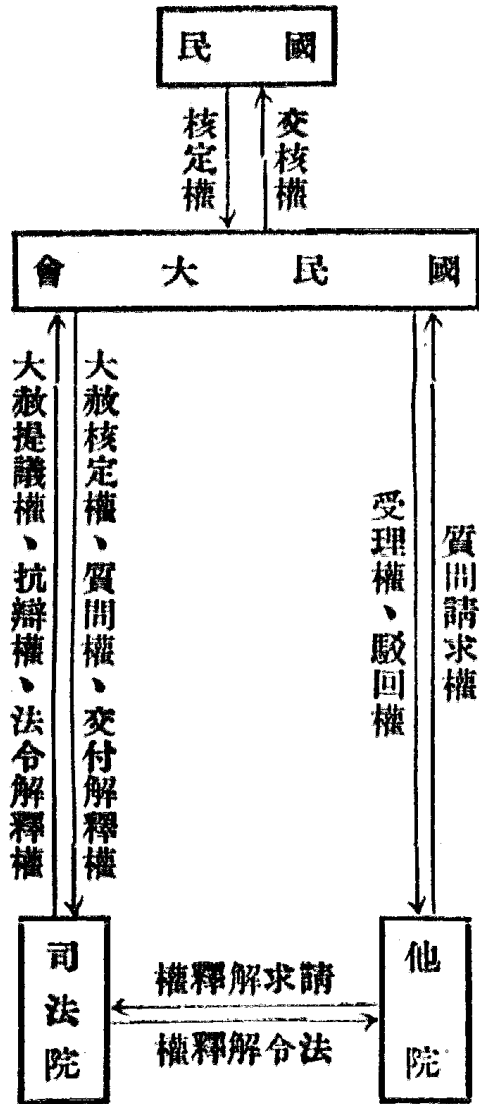 國民
交核權
核定權
國民大會
質問請求權
受理權、駁回權
大赦核定權、質問權、交付解釋權
大赦提議權、抗辯權、法令解釋權
他院
請求解釋權
法令解釋權
司法院